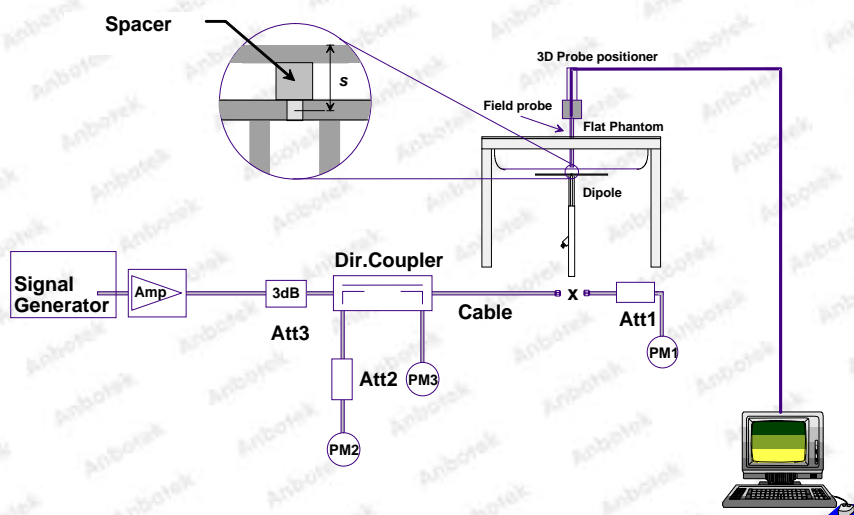 Spacer
s
3D Probe positioner
Field probe
Flat Phantom
Dipole
Signal
Generator
Amp
3dB
Att3
Dir.Coupler
Cable
x
Att1
PM1
Att2
PM3
PM2
Anbotek